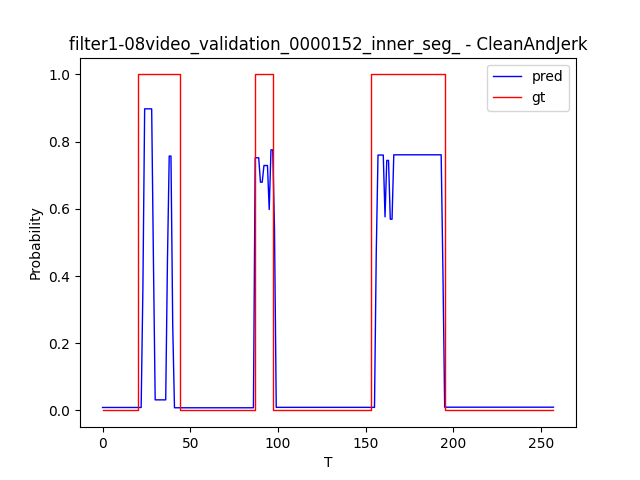 filter1-08video_validation_0000152_inner_seg_ - CleanAndJerk
pred
gt
1.0
0.8
0.6
0.4
0.2
0.0
Probability
0
50
100
150
200
250
T